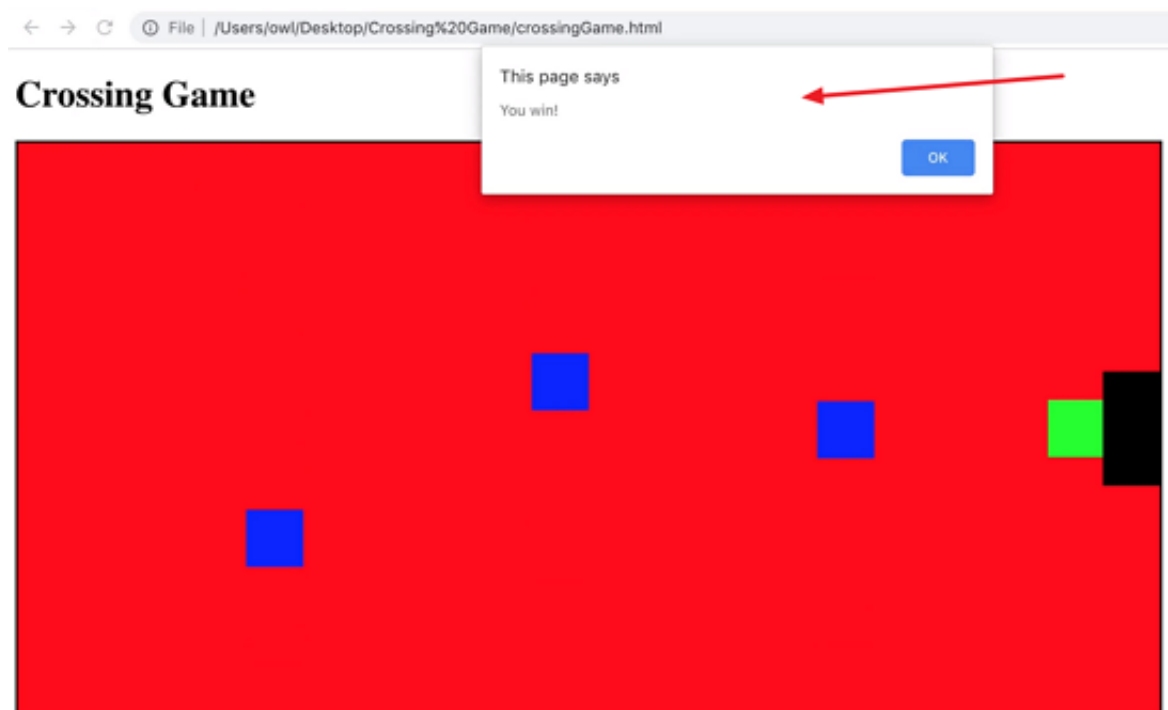 File | /Users/owl/Desktop/Crossing%20Game/crossingGame.html
This page says
Crossing Game
You win!
OK